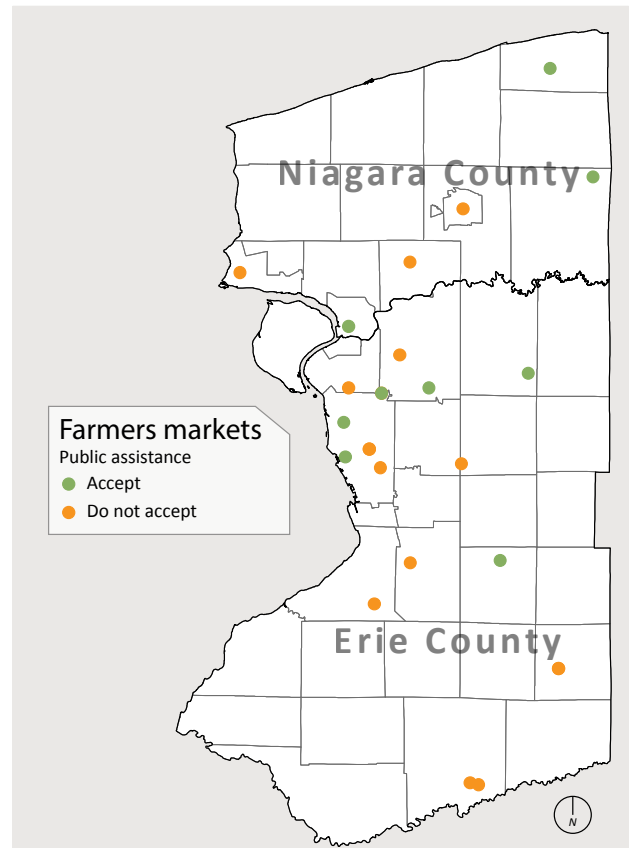 Niagara County
Farmers markets
Public assistance
Accept
Do not accept
Erie County
N